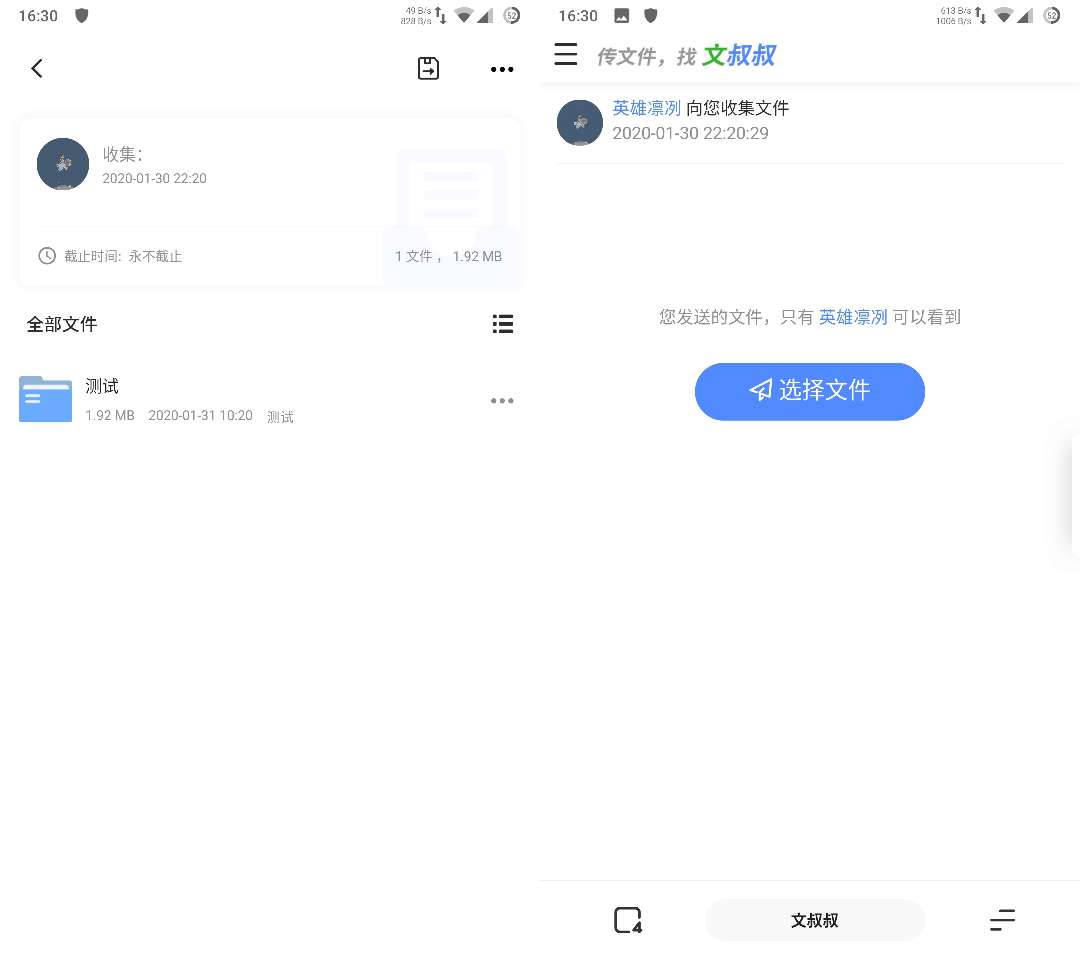 16:30
49 B/s
828 B/s
52
收集：
2020-01-30 22:20
截止时间: 永不截止
1 文件 ， 1.92 MB
全部文件
测试
1.92 MB 2020-01-31 10:20 测试
16:30
613 B/s
1006 B/s
52
传文件，找 文叔叔
英雄凛冽 向您收集文件
2020-01-30 22:20:29
您发送的文件，只有 英雄凛冽 可以看到
选择文件
4
文叔叔